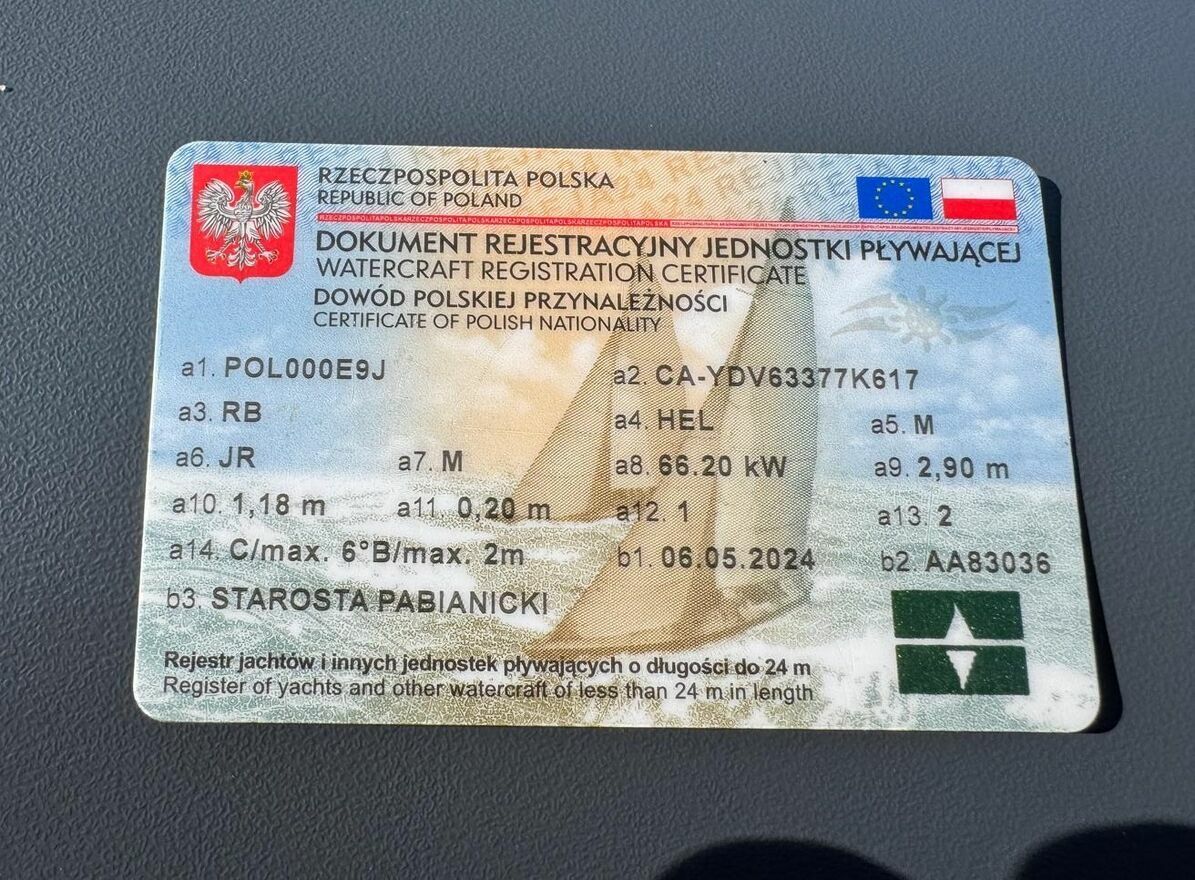 RZECZPOSPOLITA POLSKA
REPUBLIC OF POLAND
RZECZPOSPOLITAPOLSKARZECZPOSPOLITAPOLSKARZECZPOSPOLITAPOLSKA
DOKUMENT REJESTRACYJNY JEDNOSTKI PŁYWAJĄCEJ
WATERCRAFT REGISTRATION CERTIFICATE
DOWÓD POLSKIEJ PRZYNALEŻNOŚCI
CERTIFICATE OF POLISH NATIONALITY
a1. POL000E9J a2. CA-YDV63377K617
a3. RB a4. HEL a5. M
a6. JR a7. M a8. 66.20 kW a9. 2,90 m
a10. 1,18 m a11. 0,20 m a12. 1 a13. 2
a14. C/max. 6°B/max. 2m b1. 06.05.2024 b2. AA83036
b3. STAROSTA PABIANICKI
Rejestr jachtów i innych jednostek pływających o długości do 24 m
Register of yachts and other watercraft of less than 24 m in length